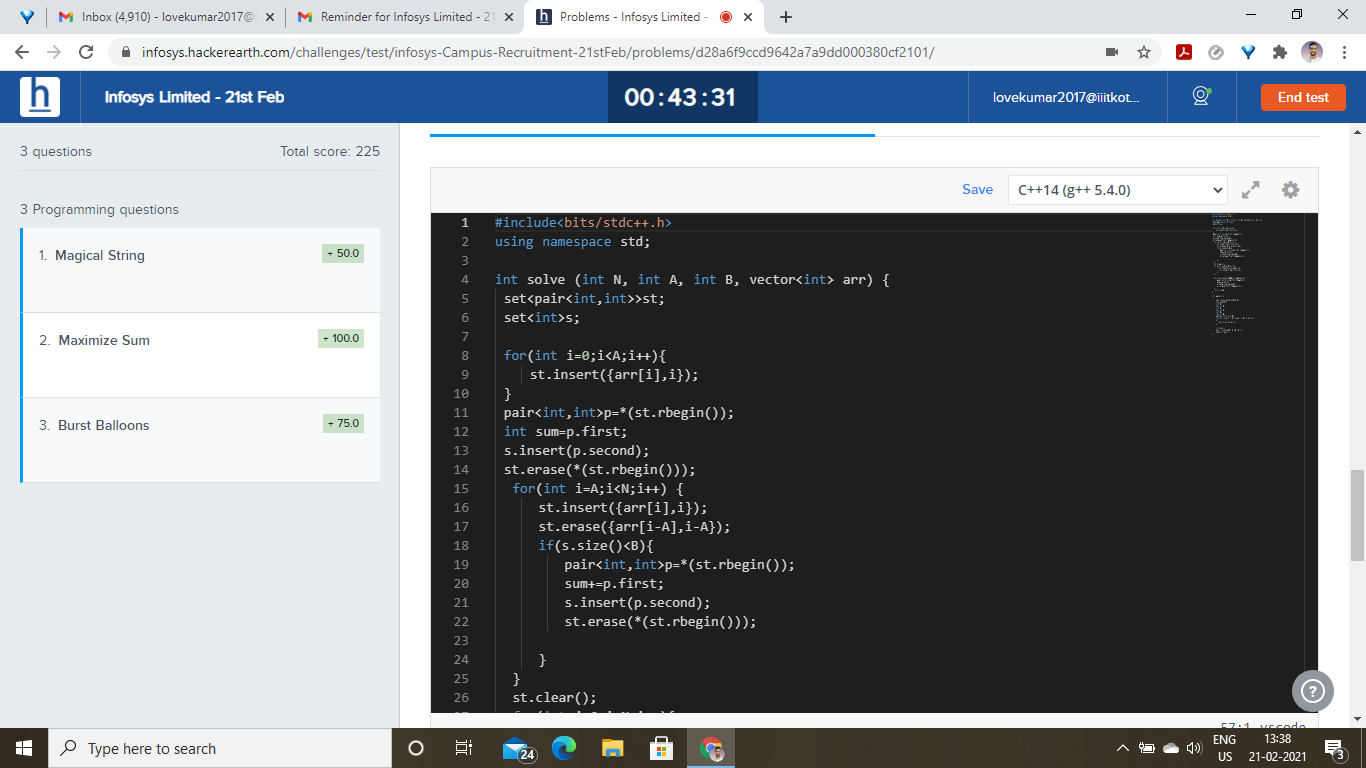 Inbox (4,910) - lovekumar2017@
Reminder for Infosys Limited - 21
Problems - Infosys Limited -
infosys.hackerearth.com/challenges/test/infosys-Campus-Recruitment-21stFeb/problems/d28a6f9ccd9642a7a9dd000380cf2101/
h
Infosys Limited - 21st Feb
00:43:31
lovekumar2017@iiitkot...
End test
3 questions
Total score: 225
3 Programming questions
1. Magical String
+ 50.0
2. Maximize Sum
+ 100.0
3. Burst Balloons
+ 75.0
Save
C++14 (g++ 5.4.0)
1 #include<bits/stdc++.h>
2 using namespace std;
3
4 int solve (int N, int A, int B, vector<int> arr) {
5 set<pair<int,int>>st;
6 set<int>s;
7
8 for(int i=0;i<A;i++){
9 st.insert({arr[i],i});
10 }
11 pair<int,int>p=*(st.rbegin());
12 int sum=p.first;
13 s.insert(p.second);
14 st.erase(*(st.rbegin()));
15 for(int i=A;i<N;i++) {
16 st.insert({arr[i],i});
17 st.erase({arr[i-A],i-A});
18 if(s.size()<B){
19 pair<int,int>p=*(st.rbegin());
20 sum+=p.first;
21 s.insert(p.second);
22 st.erase(*(st.rbegin()));
23
24 }
25 }
26 st.clear();
?
Type here to search
24
ENG
US
13:38
21-02-2021
3